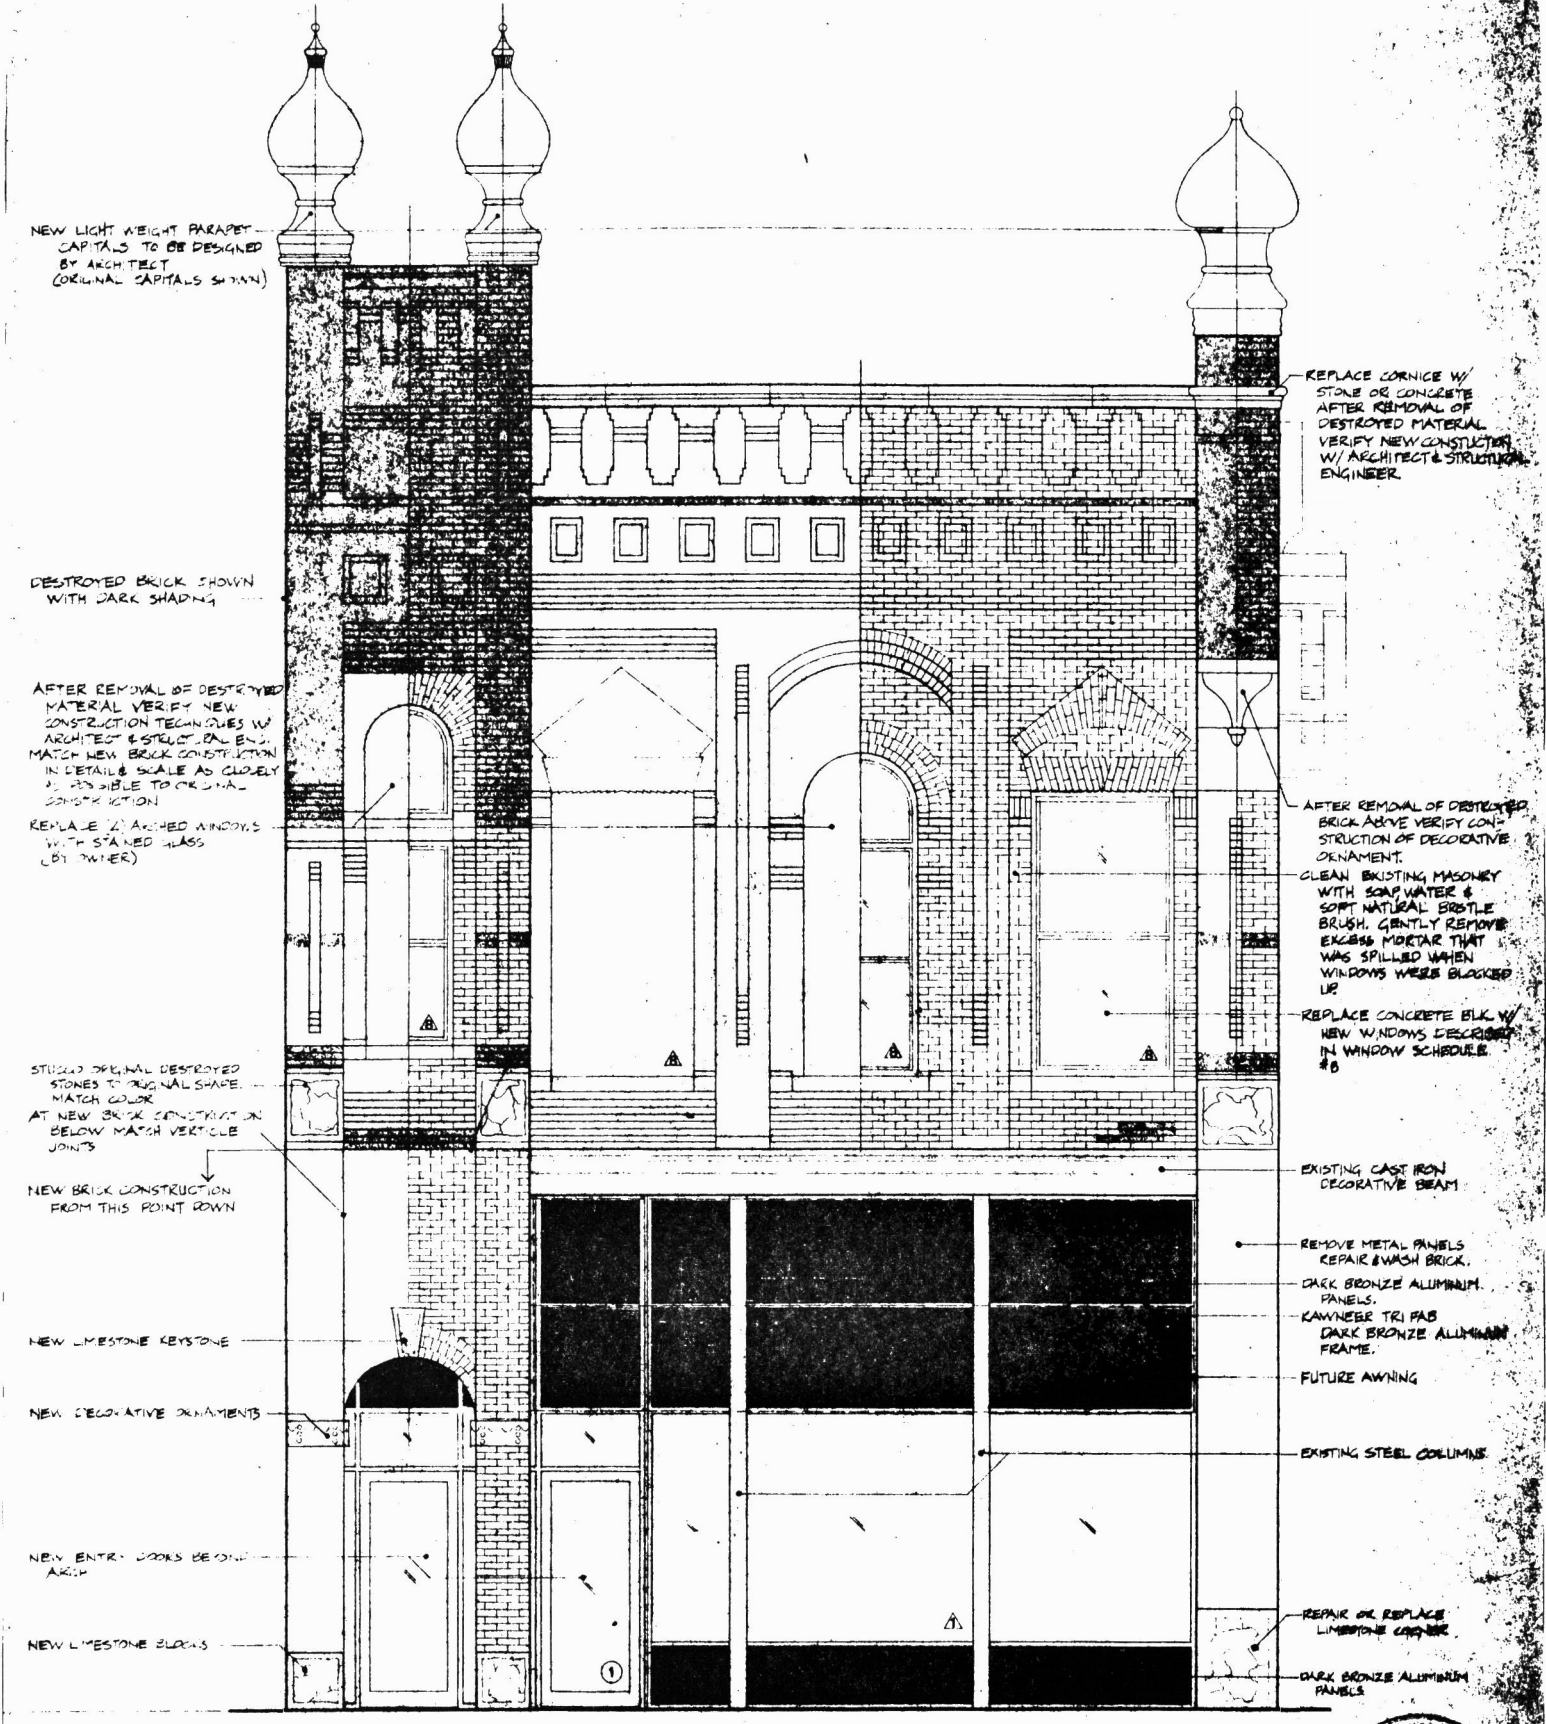 NEW LIGHT WEIGHT PARAPET
CAPITALS TO BE DESIGNED
BY ARCHITECT
(ORIGINAL CAPITALS SHOWN)
DESTROYED BRICK SHOWN
WITH DARK SHADING
AFTER REMOVAL OF DESTROYED
MATERIAL VERIFY NEW
CONSTRUCTION TECHNIQUES W/
ARCHITECT & STRUCTURAL ENG.
MATCH NEW BRICK CONSTRUCTION
IN DETAIL & SCALE AS CLOSELY
AS POSSIBLE TO ORIGINAL
CONSTRUCTION
REPLACE (2) ARCHED WINDOWS
WITH STAINED GLASS
(BY OWNER)
STUCCO ORIGINAL DESTROYED
STONES TO ORIGINAL SHAPE.
MATCH COLOR
AT NEW BRICK CONSTRUCTION
BELOW MATCH VERTICLE
JOINTS
NEW BRICK CONSTRUCTION
FROM THIS POINT DOWN
NEW LIMESTONE KEYSTONE
NEW DECORATIVE ORNAMENTS
NEW ENTRY DOORS BEYOND
ARCH
NEW LIMESTONE BLOCKS
8
8
8
8
1
1
REPLACE CORNICE W/
STONE OR CONCRETE
AFTER REMOVAL OF
DESTROYED MATERIAL
VERIFY NEW CONSTUCTION
W/ ARCHITECT & STRUCTURAL
ENGINEER
AFTER REMOVAL OF DESTROYED
BRICK ABOVE VERIFY CON-
STRUCTION OF DECORATIVE
ORNAMENT.
CLEAN EXISTING MASONRY
WITH SOAP, WATER &
SOFT NATURAL BRISTLE
BRUSH. GENTLY REMOVE
EXCESS MORTAR THAT
WAS SPILLED WHEN
WINDOWS WERE BLOCKED
UP.
REPLACE CONCRETE BLK W/
NEW WINDOWS DESCRIBED
IN WINDOW SCHEDULE
#8
EXISTING CAST IRON
DECORATIVE BEAM
REMOVE METAL PANELS
REPAIR & WASH BRICK.
DARK BRONZE ALUMINUM
PANELS.
KAWNEER TRI FAB
DARK BRONZE ALUMINUM
FRAME.
FUTURE AWNING
EXISTING STEEL COLUMNS
REPAIR OR REPLACE
LIMESTONE CORNER
DARK BRONZE ALUMINUM
PANELS